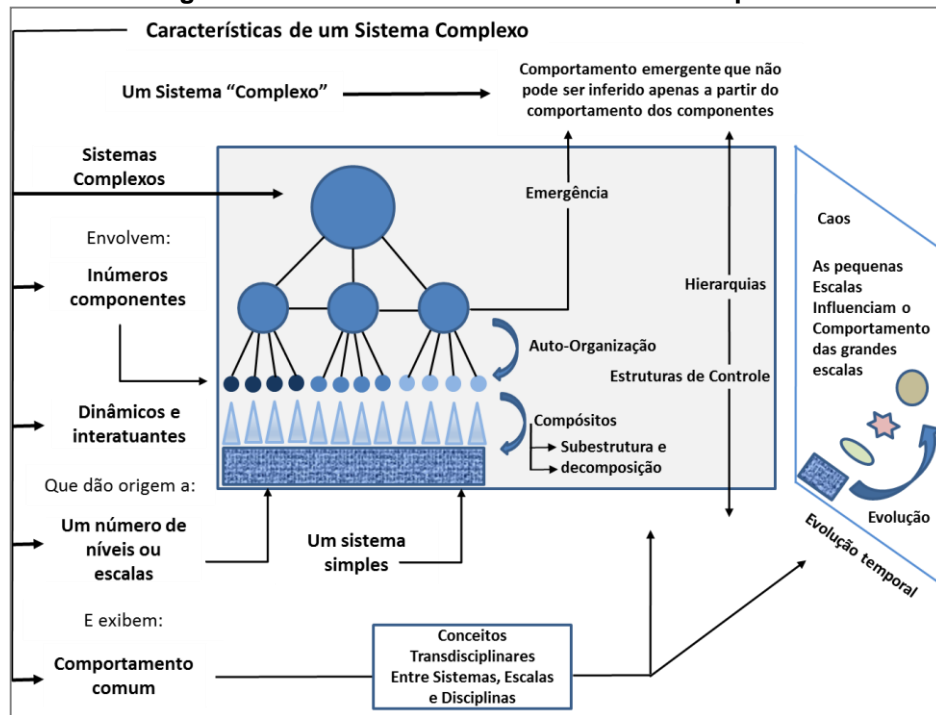 Características de um Sistema Complexo
Um Sistema “Complexo”
Comportamento emergente que não
pode ser inferido apenas a partir do
comportamento dos componentes
Sistemas
Complexos
Envolvem:
Inúmeros
componentes
Dinâmicos e
interatuantes
Que dão origem a:
Um número de
níveis ou
escalas
E exibem:
Comportamento
comum
Emergência
Hierarquias
Auto-Organização
Estruturas de Controle
Compósitos
Subestrutura e
decomposição
Um sistema
simples
Conceitos
Transdisciplinares
Entre Sistemas, Escalas
e Disciplinas
Caos
As pequenas
Escalas
Influenciam o
Comportamento
das grandes
escalas
Evolução
Evolução temporal